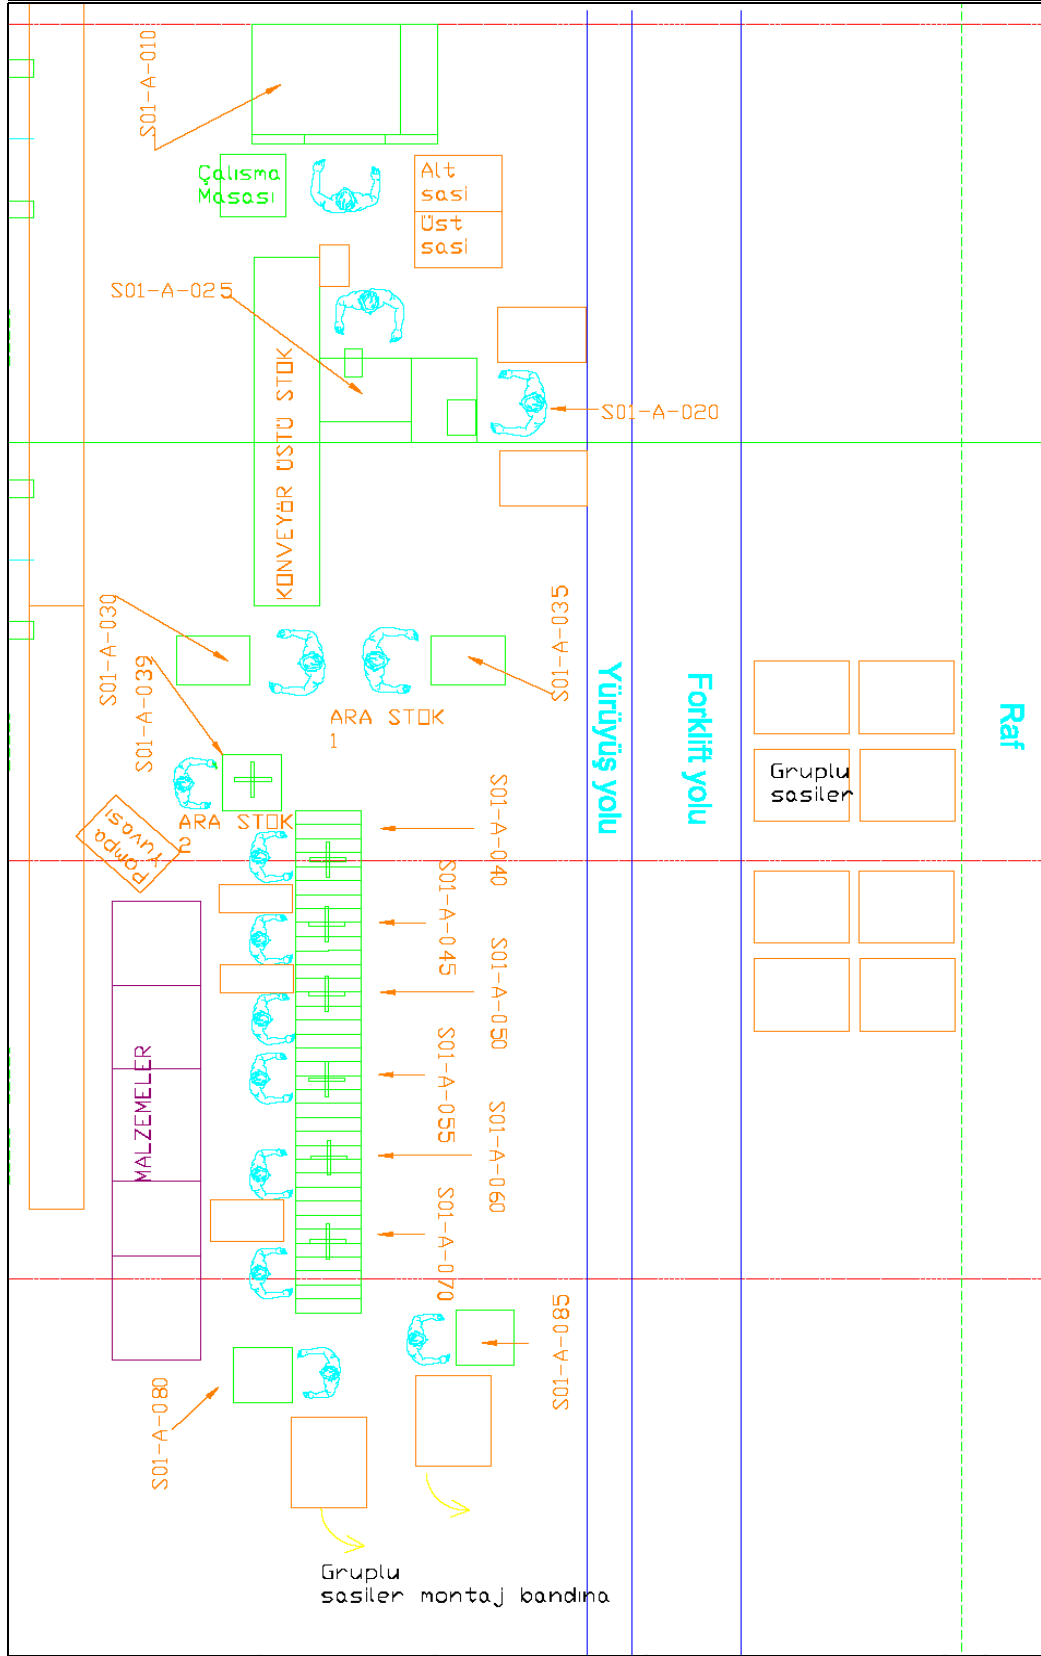 S01-A-010
Çalısma
Masası
Alt
sasi
Üst
sasi
S01-A-025
KONVEYÖR ÜSTÜ STOK
S01-A-020
S01-A-030
S01-A-035
S01-A-039
ARA STOK
1
Yürüyüş yolu
Forklift yolu
Raf
Gruplu
sasiler
Pompa
Yuvası
ARA STOK
2
S01-A-040
S01-A-045
S01-A-050
S01-A-055
S01-A-060
S01-A-070
MALZEMELER
S01-A-085
S01-A-080
Gruplu
sasiler montaj bandına